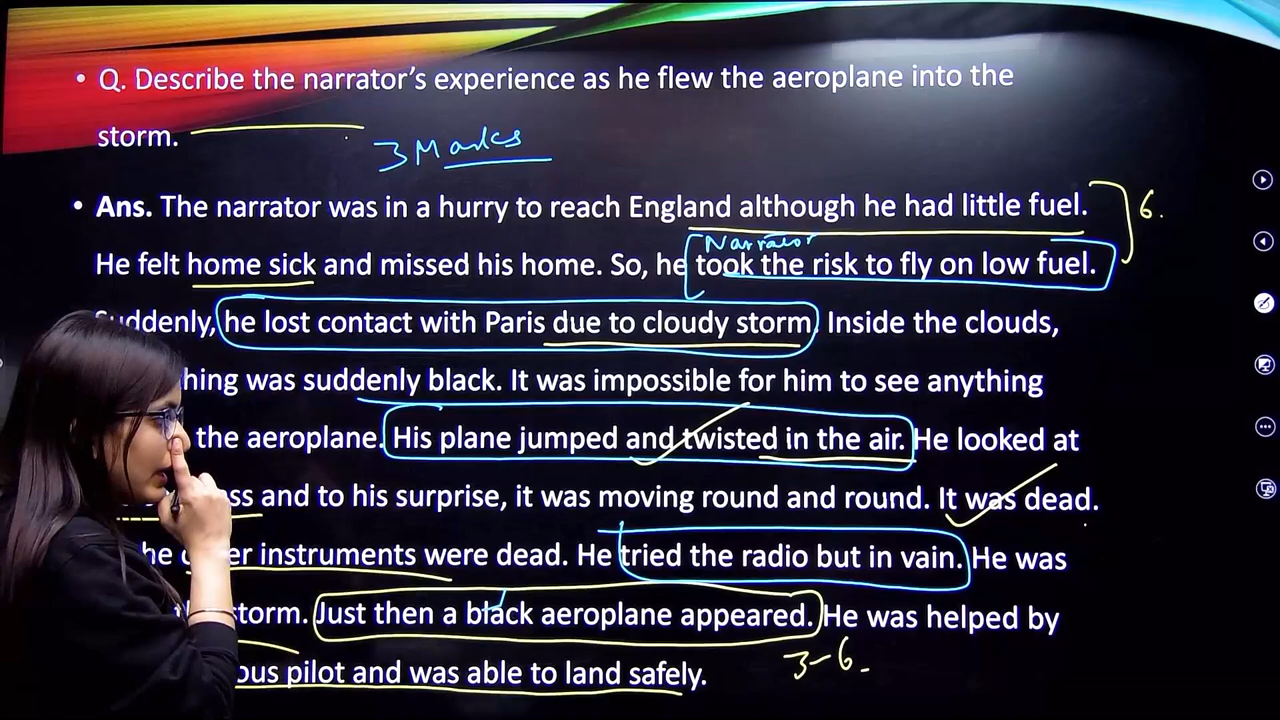 • Q. Describe the narrator's experience as he flew the aeroplane into the
storm.
3 Marks
• Ans. The narrator was in a hurry to reach England although he had little fuel.
6.
Narrator
He felt home sick and missed his home. So, he took the risk to fly on low fuel.
Suddenly, he lost contact with Paris due to cloudy storm. Inside the clouds,
hing was suddenly black. It was impossible for him to see anything
the aeroplane. His plane jumped and twisted in the air. He looked at
ss and to his surprise, it was moving round and round. It was dead.
he other instruments were dead. He tried the radio but in vain. He was
storm. Just then a black aeroplane appeared. He was helped by
ous pilot and was able to land safely.
3-6.